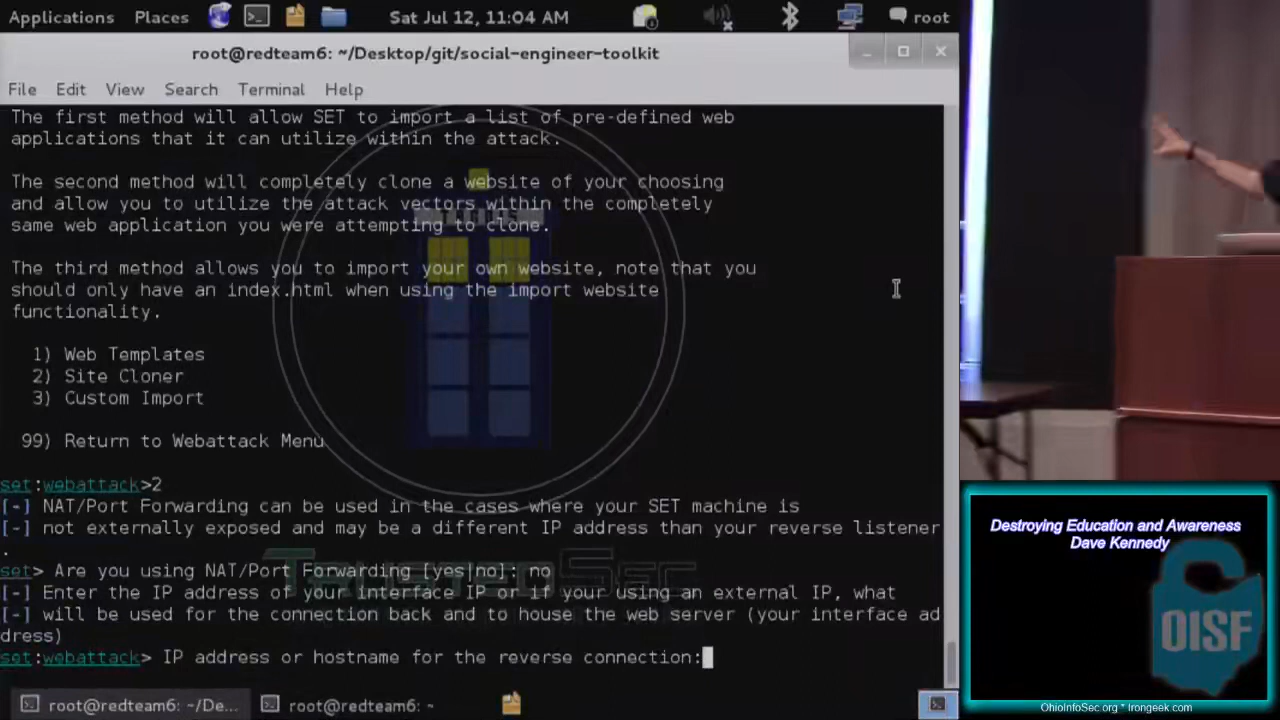 Applications Places Sat Jul 12, 11:04 AM root
root@redteam6: ~/Desktop/git/social-engineer-toolkit
File Edit View Search Terminal Help
The first method will allow SET to import a list of pre-defined web
applications that it can utilize within the attack.
The second method will completely clone a website of your choosing
and allow you to utilize the attack vectors within the completely
same web application you were attempting to clone.
The third method allows you to import your own website, note that you
should only have an index.html when using the import website
functionality.
1) Web Templates
2) Site Cloner
3) Custom Import
99) Return to Webattack Menu
set:webattack>2
[-] NAT/Port Forwarding can be used in the cases where your SET machine is
[-] not externally exposed and may be a different IP address than your reverse listener
.
set> Are you using NAT/Port Forwarding [yes|no]: no
[-] Enter the IP address of your interface IP or if your using an external IP, what
[-] will be used for the connection back and to house the web server (your interface ad
dress)
set:webattack> IP address or hostname for the reverse connection:
root@redteam6: ~/De... root@redteam6: ~
TrustedSec
Destroying Education and Awareness
Dave Kennedy
OISF
OhioInfoSec.org * Irongeek.com